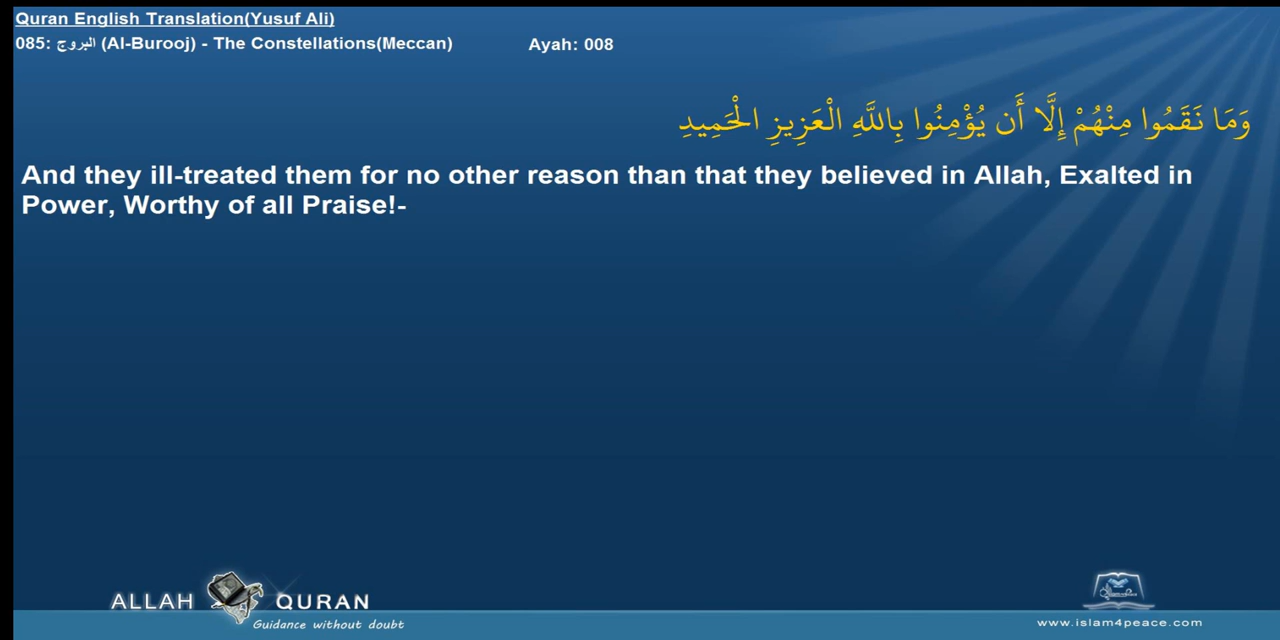 Quran English Translation(Yusuf Ali)
085: البروج (Al-Burooj) - The Constellations(Meccan) Ayah: 008
وَمَا نَقَمُوا مِنْهُمْ إِلَّا أَن يُؤْمِنُوا بِاللَّهِ الْعَزِيزِ الْحَمِيدِ
And they ill-treated them for no other reason than that they believed in Allah, Exalted in
Power, Worthy of all Praise!-
ALLAH QURAN
Guidance without doubt
www.islam4peace.com